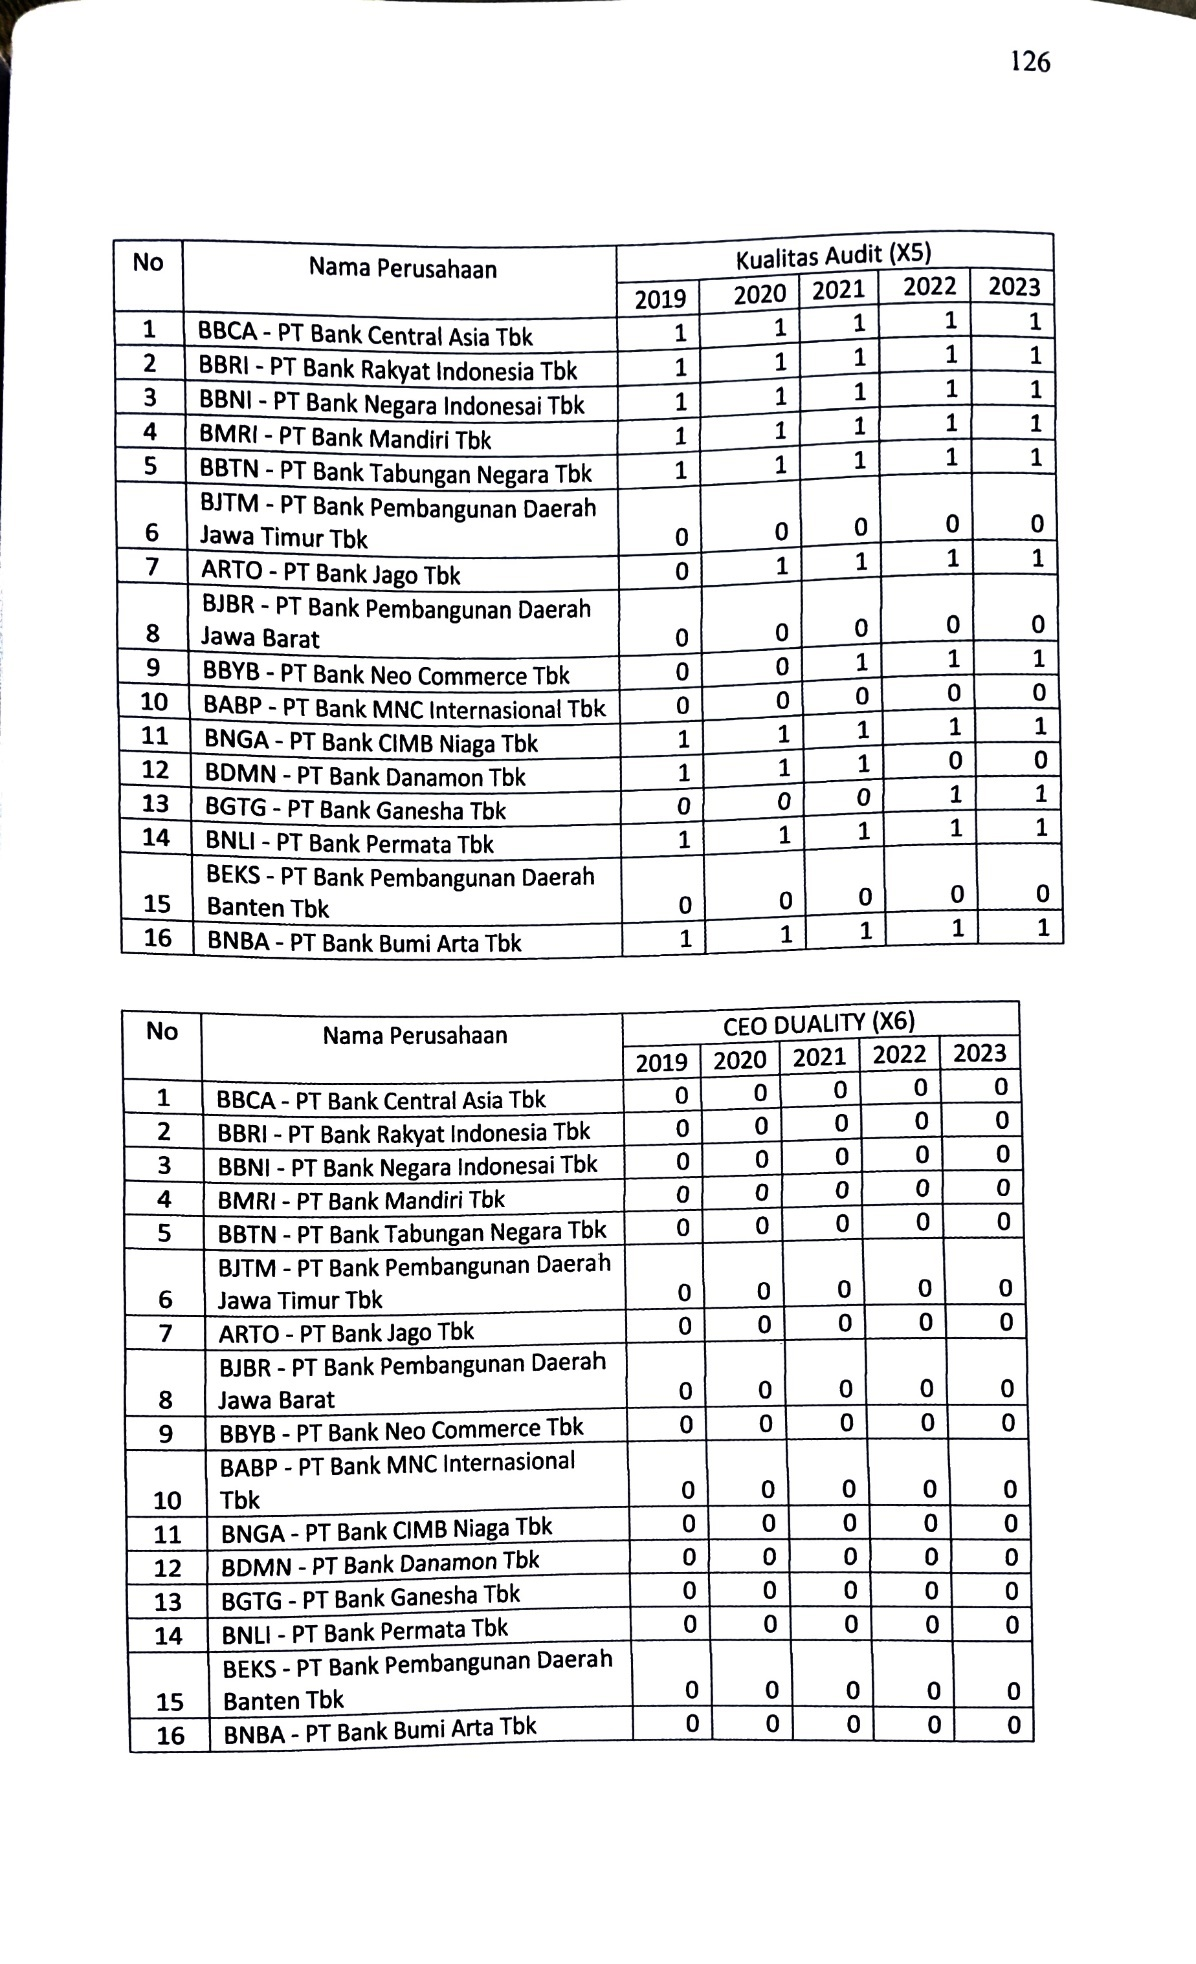 126
No Nama Perusahaan Kualitas Audit (X5)
2019 2020 2021 2022 2023
1 BBCA - PT Bank Central Asia Tbk 1 1 1 1 1
2 BBRI - PT Bank Rakyat Indonesia Tbk 1 1 1 1 1
3 BBNI - PT Bank Negara Indonesai Tbk 1 1 1 1 1
4 BMRI - PT Bank Mandiri Tbk 1 1 1 1 1
5 BBTN - PT Bank Tabungan Negara Tbk 1 1 1 1 1
BJTM - PT Bank Pembangunan Daerah
6 Jawa Timur Tbk 0 0 0 0 0
7 ARTO - PT Bank Jago Tbk 0 1 1 1 1
BJBR - PT Bank Pembangunan Daerah
8 Jawa Barat 0 0 0 0 0
9 BBYB - PT Bank Neo Commerce Tbk 0 0 1 1 1
10 BABP - PT Bank MNC Internasional Tbk 0 0 0 0 0
11 BNGA - PT Bank CIMB Niaga Tbk 1 1 1 1 1
12 BDMN - PT Bank Danamon Tbk 1 1 1 0 0
13 BGTG - PT Bank Ganesha Tbk 0 0 0 1 1
14 BNLI - PT Bank Permata Tbk 1 1 1 1 1
BEKS - PT Bank Pembangunan Daerah
15 Banten Tbk 0 0 0 0 0
16 BNBA - PT Bank Bumi Arta Tbk 1 1 1 1 1
No Nama Perusahaan CEO DUALITY (X6)
2019 2020 2021 2022 2023
1 BBCA - PT Bank Central Asia Tbk 0 0 0 0 0
2 BBRI - PT Bank Rakyat Indonesia Tbk 0 0 0 0 0
3 BBNI - PT Bank Negara Indonesai Tbk 0 0 0 0 0
4 BMRI - PT Bank Mandiri Tbk 0 0 0 0 0
5 BBTN - PT Bank Tabungan Negara Tbk 0 0 0 0 0
BJTM - PT Bank Pembangunan Daerah
6 Jawa Timur Tbk 0 0 0 0 0
7 ARTO - PT Bank Jago Tbk 0 0 0 0 0
BJBR - PT Bank Pembangunan Daerah
8 Jawa Barat 0 0 0 0 0
9 BBYB - PT Bank Neo Commerce Tbk 0 0 0 0 0
BABP - PT Bank MNC Internasional
10 Tbk 0 0 0 0 0
11 BNGA - PT Bank CIMB Niaga Tbk 0 0 0 0 0
12 BDMN - PT Bank Danamon Tbk 0 0 0 0 0
13 BGTG - PT Bank Ganesha Tbk 0 0 0 0 0
14 BNLI - PT Bank Permata Tbk 0 0 0 0 0
BEKS - PT Bank Pembangunan Daerah
15 Banten Tbk 0 0 0 0 0
16 BNBA - PT Bank Bumi Arta Tbk 0 0 0 0 0